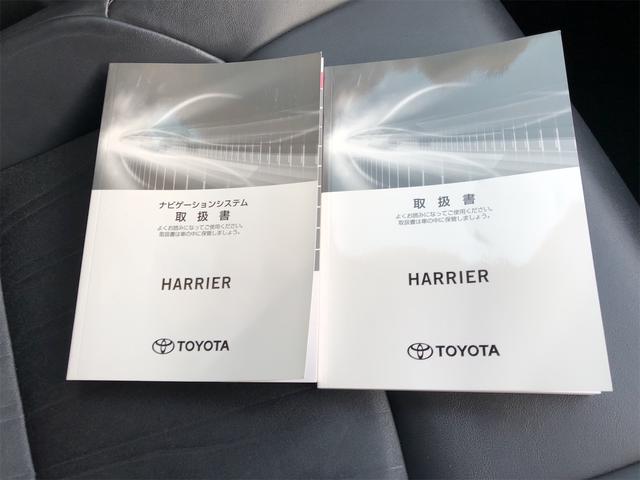 ナビゲーションシステム
取扱書
よくお読みになってご使用ください。
取扱書は車の中に保管しましょう。
HARRIER
TOYOTA
取扱書
よくお読みになってご使用ください。
取扱書は車の中に保管しましょう。
HARRIER
TOYOTA